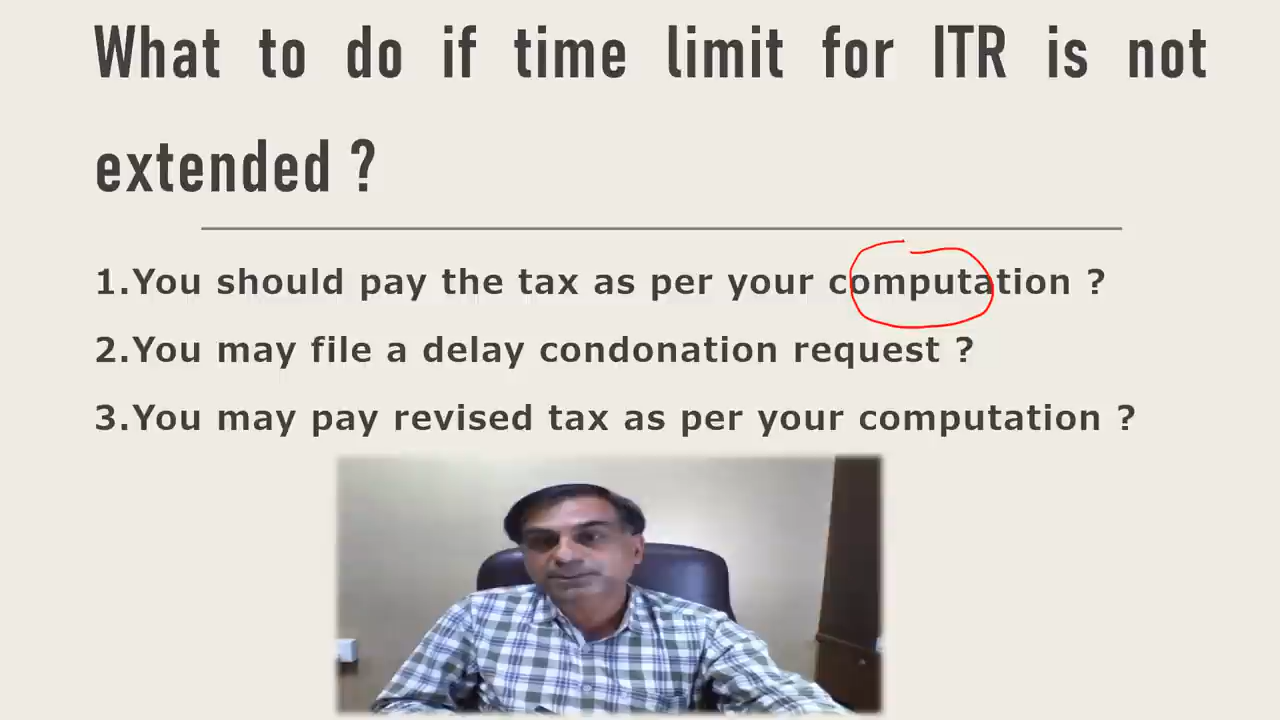 What to do if time limit for ITR is not
extended ?
1.You should pay the tax as per your computation ?
2.You may file a delay condonation request ?
3.You may pay revised tax as per your computation ?